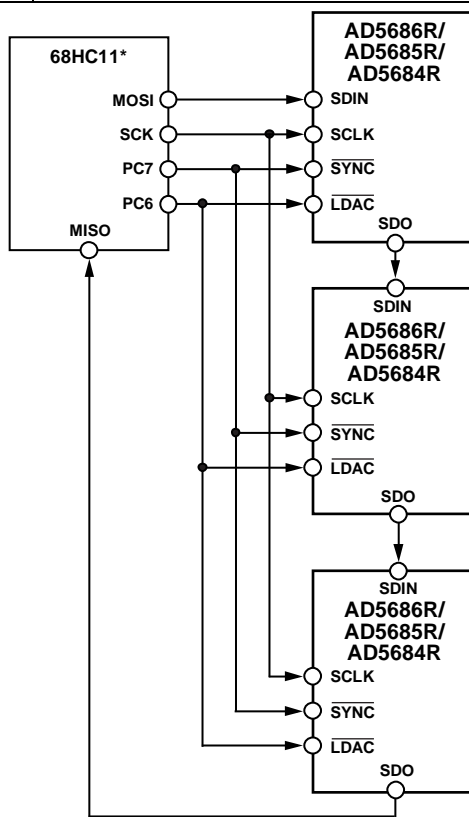 68HC11*
MOSI
SCK
PC7
PC6
MISO
AD5686R/
AD5685R/
AD5684R
SDIN
SCLK
SYNC
LDAC
SDO
SDIN
AD5686R/
AD5685R/
AD5684R
SCLK
SYNC
LDAC
SDO
SDIN
AD5686R/
AD5685R/
AD5684R
SCLK
SYNC
LDAC
SDO